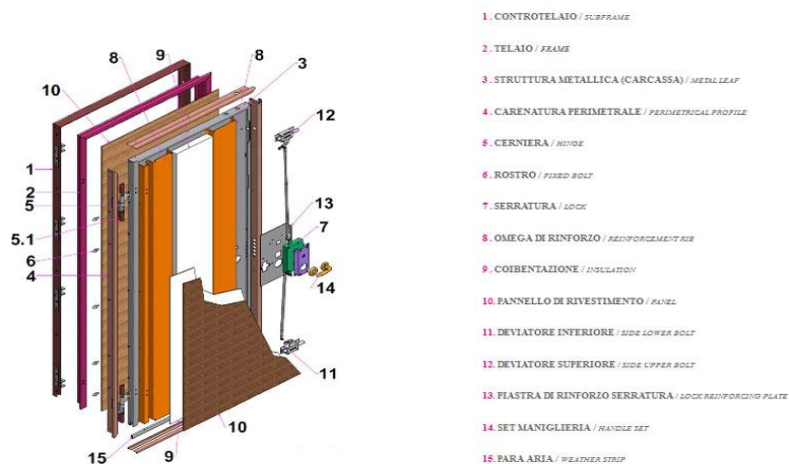 9
8
8
3
10
12
1
2
5
13
5.1
7
6
4
14
11
10
15
9
1. CONTROTELAIO / SUBFRAME
2. TELAIO / FRAME
3. STRUTTURA METALLICA (CARCASSA) / METAL LEAF
4. CARENATURA PERIMETRALE / PERIMETRICAL PROFILE
5. CERNIERA / HINGE
6. ROSTRO / FIXED BOLT
7. SERRATURA / LOCK
8. OMEGA DI RINFORZO / REINFORCEMENT RIB
9. COIBENTAZIONE / INSULATION
10. PANNELLO DI RIVESTIMENTO / PANEL
11. DEVIATORE INFERIORE / SIDE LOWER BOLT
12. DEVIATORE SUPERIORE / SIDE UPPER BOLT
13. PIASTRA DI RINFORZO SERRATURA / LOCK REINFORCING PLATE
14. SET MANIGLIERIA / HANDLE SET
15. PARA ARIA / WEATHER STRIP